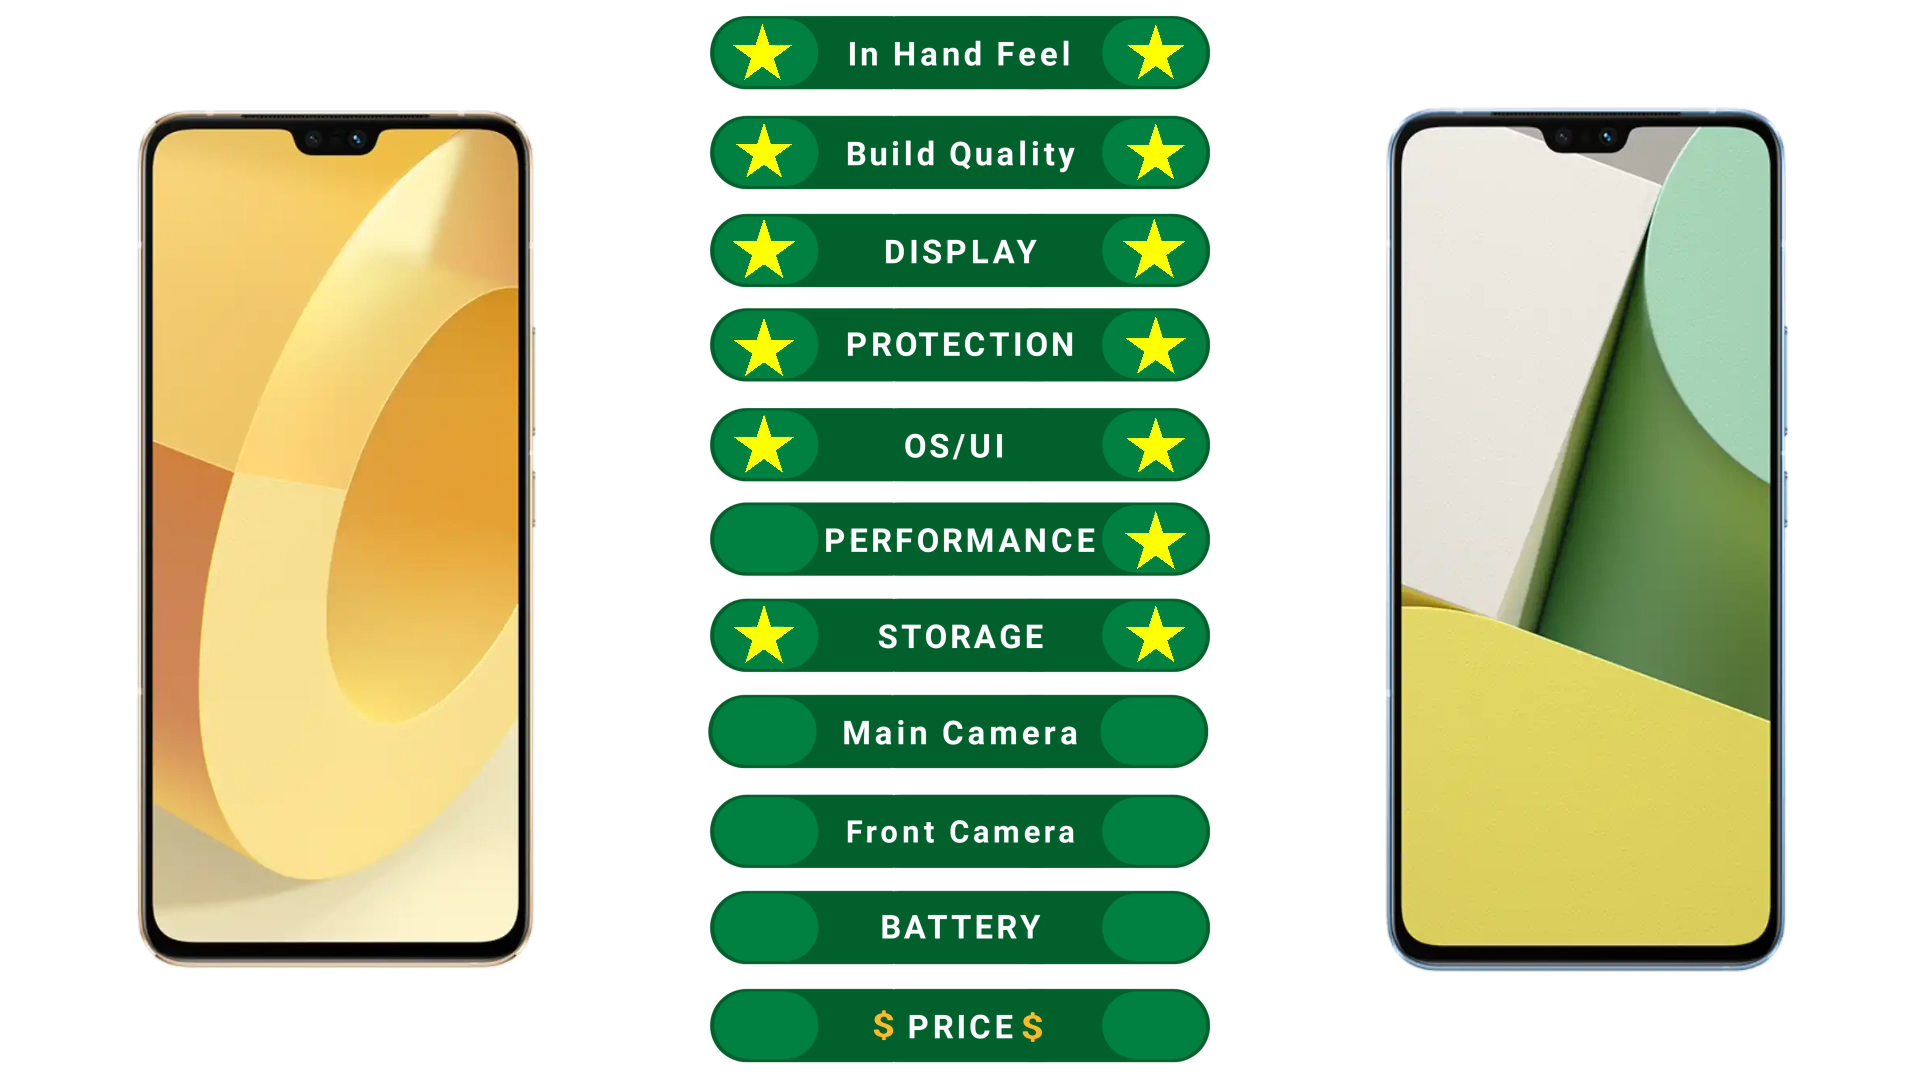 In Hand Feel
Build Quality
DISPLAY
PROTECTION
OS/UI
PERFORMANCE
STORAGE
Main Camera
Front Camera
BATTERY
$ PRICE $